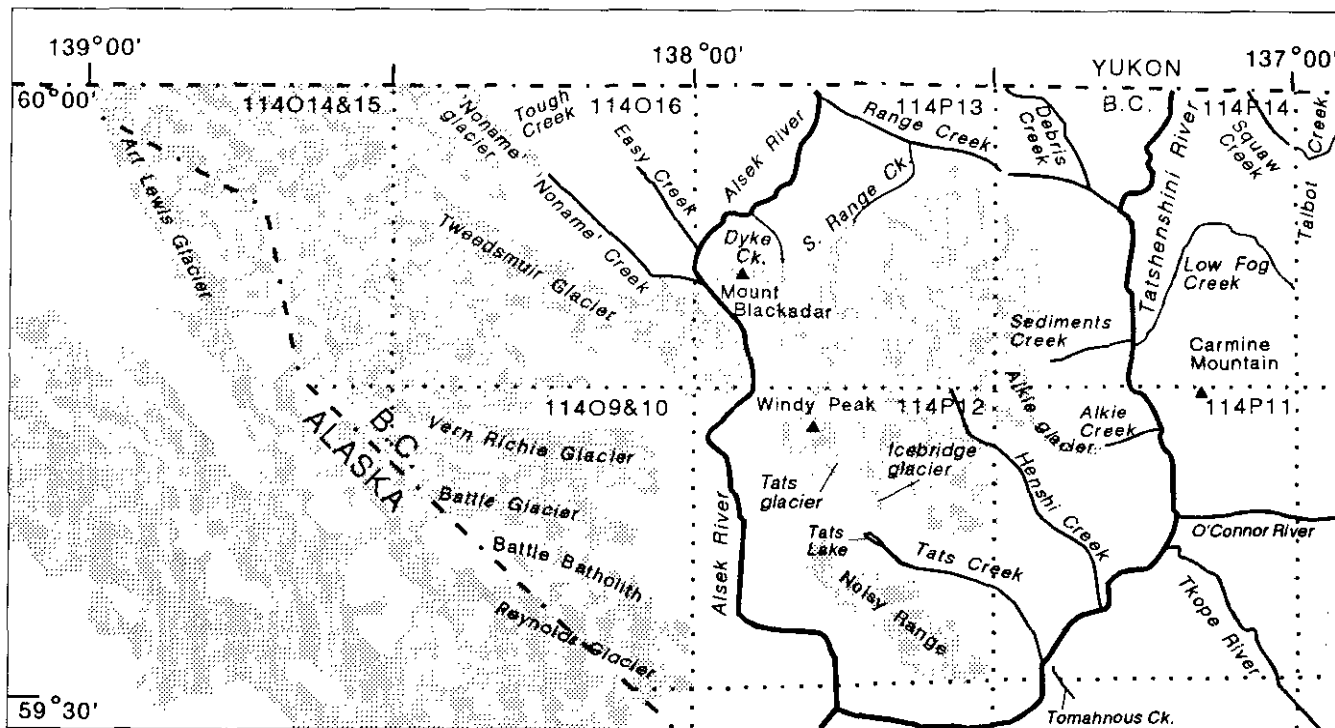 139°00'
138°00'
137°00'
60°00'
114O14&15
'Noname'
glacier
Tough
Creek
114O16
Easy Creek
Alsek River
Range Creek
114P13
Debris
Creek
YUKON
B.C.
Tatshenshini River
114P14
Squaw
Creek
Talbot Creek
Art Lewis Glacier
Tweedsmuir Glacier
'Noname' Creek
Dyke
Ck.
S. Range Ck.
Mount
Blackadar
Low Fog
Creek
Sediments
Creek
Carmine
Mountain
B.C.
ALASKA
114O9&10
Vern Richie Glacier
Windy Peak
114P12
Alkie glacier
Alkie
Creek
114P11
Battle Glacier
Tats
glacier
Icebridge
glacier
Henshi Creek
O'Connor River
Battle Batholith
Alsek River
Tats
Lake
Tats Creek
Noisy Range
Reynolds Glacier
Tkope River
59°30'
Tomahnous Ck.